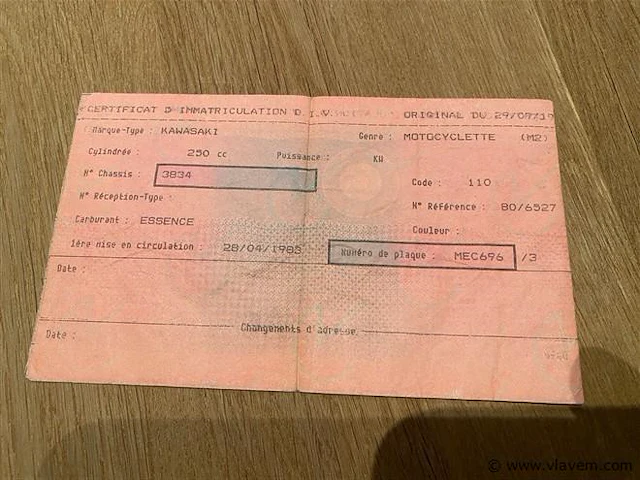 CERTIFICAT D'IMMATRICULATION D.I.V. ORIGINAL DU 29/07/19
Marque-Type : KAWASAKI Genre : MOTOCYCLETTE (M2)
Cylindrée : 250 cc Puissance : KW
N° Chassis : 3834 Code : 110
N° Réception-Type : N° Référence : 80/6527
Carburant : ESSENCE Couleur :
1ère mise en circulation : 28/04/1985 Numéro de plaque : MEC696 /3
Date :
Changements d'adresse
Date :
© www.vlavem.com